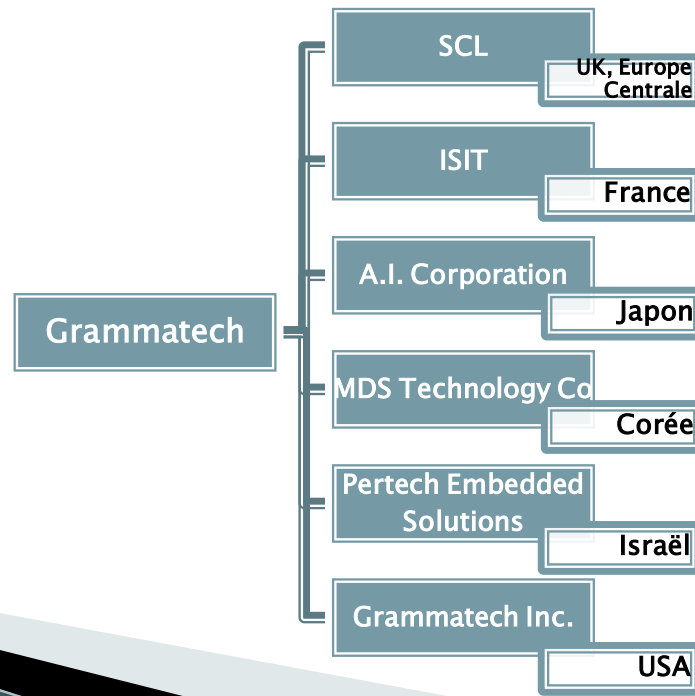 SCL
UK, Europe
Centrale
ISIT
France
A.I. Corporation
Japon
Grammatech
MDS Technology Co
Corée
Pertech Embedded
Solutions
Israël
Grammatech Inc.
USA